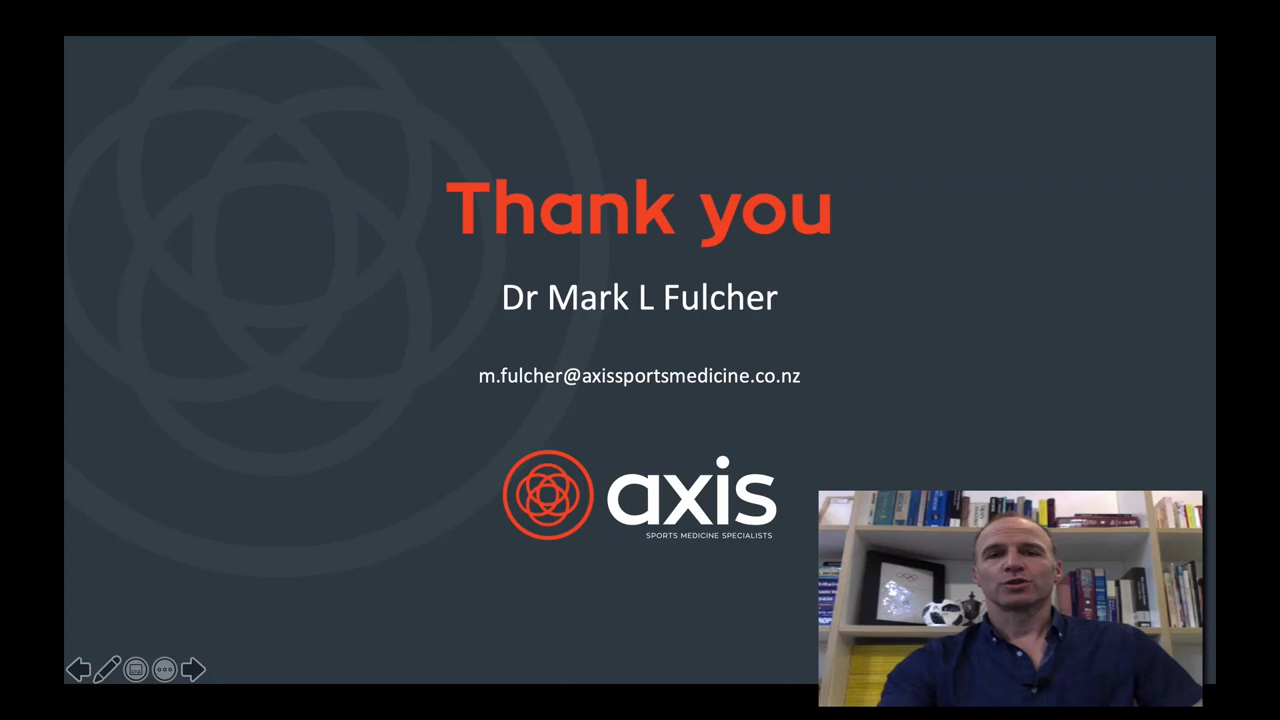 Thank you
Dr Mark L Fulcher
m.fulcher@axissportsmedicine.co.nz
axis
SPORTS MEDICINE SPECIALISTS